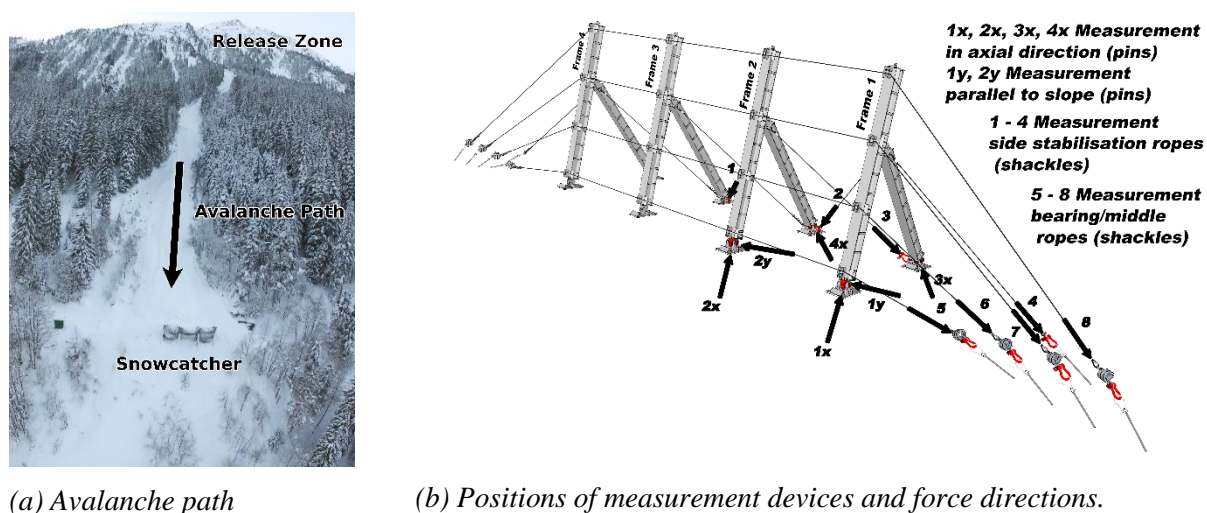 Release Zone
Avalanche Path
Snowcatcher
(a) Avalanche path
Frame 4
Frame 3
Frame 2
Frame 1
1x, 2x, 3x, 4x Measurement
in axial direction (pins)
1y, 2y Measurement
parallel to slope (pins)
1 - 4 Measurement
side stabilisation ropes
(shackles)
5 - 8 Measurement
bearing/middle
ropes (shackles)
1
2
3
4x
2y
3x
2x
1y
5
6
4
7
8
1x
(b) Positions of measurement devices and force directions.